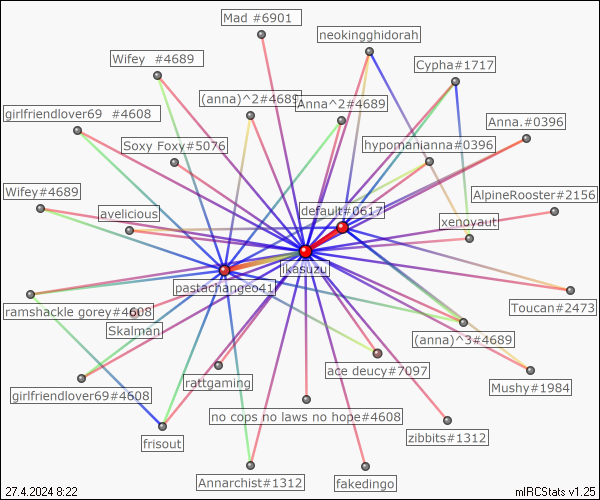 Mad #6901
neokingghidorah
Wifey  #4689
Cypha#1717
(anna)^2#4689
Anna^2#4689
girlfriendlover69  #4608
Anna.#0396
Soxy Foxy#5076
hypomanianna#0396
Wifey#4689
AlpineRooster#2156
avelicious
default#0617
xenoyaut
ikasuzu
pastachangeo41
ramshackle gorey#4608
Toucan#2473
Skalman
(anna)^3#4689
ace deucy#7097
rattgaming
Mushy#1984
girlfriendlover69#4608
no cops no laws no hope#4608
zibbits#1312
frisout
Annarchist#1312
fakedingo
27.4.2024 8:22
mIRCStats v1.25